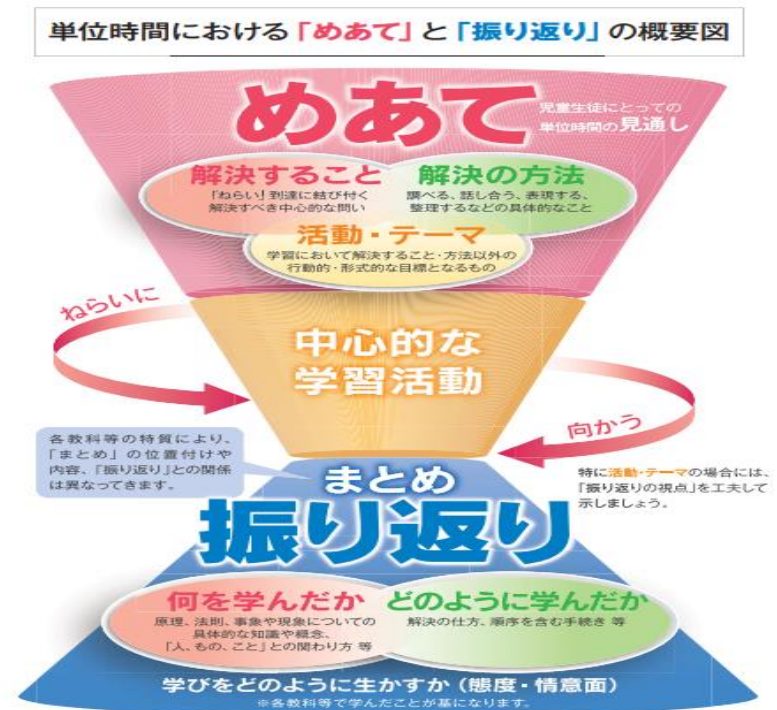 単位時間における「めあて」と「振り返り」の概要図
めあて
児童生徒にとっての
単位時間の見通し
解決すること
「ねらい!到達に結び付く
解決すべき中心的な問い
解決の方法
調べる、話し合う、表現する、
整理するなどの具体的なこと
活動・テーマ
学習において解決すること・方法以外の
行動的・形式的な目標となるもの
ねらいに
中心的な
学習活動
向かう
各教科等の特質により、
「まとめ」の位置付けや
内容、「振り返り」との関係
は異なってきます。
特に活動・テーマの場合には、
「振り返りの視点」を工夫して
示しましょう。
まとめ
振り返り
何を学んだか
原理、法則、事象や現象についての
具体的な知識や概念、
「人、もの、こと」との関わり方 等
どのように学んだか
解決の仕方、順序を含む手続き 等
学びをどのように生かすか(態度・情意面)
※各教科等で学んだことが基になります。